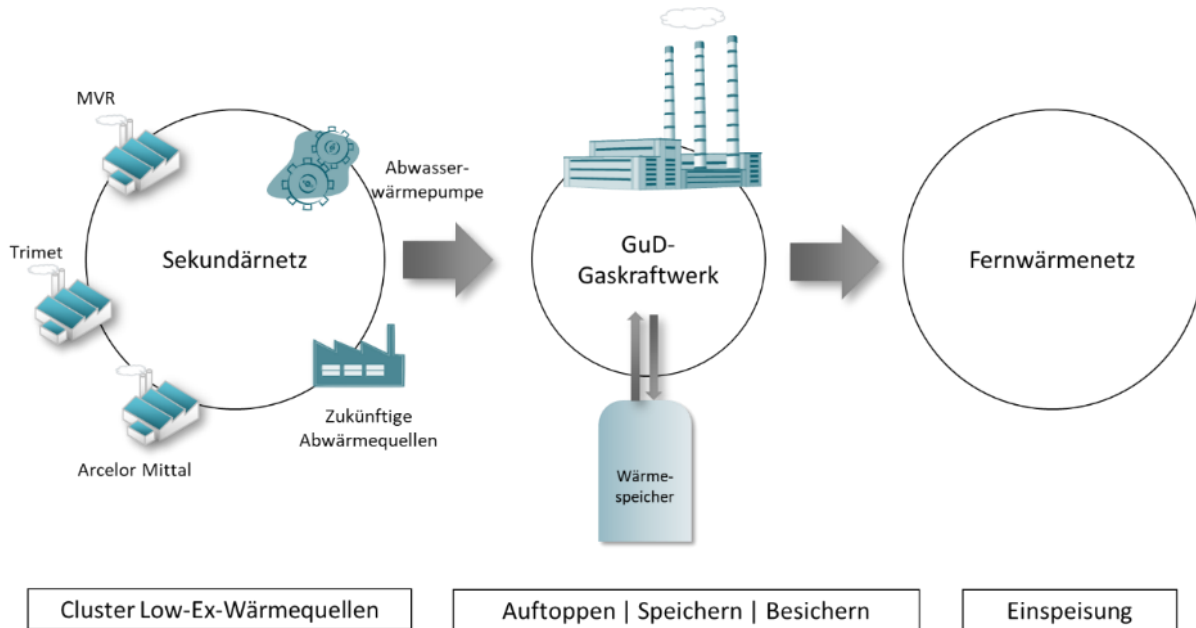 MVR
Abwasser-
wärmepumpe
Trimet
Sekundärnetz
Zukünftige
Abwärmequellen
Arcelor Mittal
GuD-
Gaskraftwerk
Wärme-
speicher
Fernwärmenetz
Cluster Low-Ex-Wärmequellen
Auftoppen | Speichern | Besichern
Einspeisung